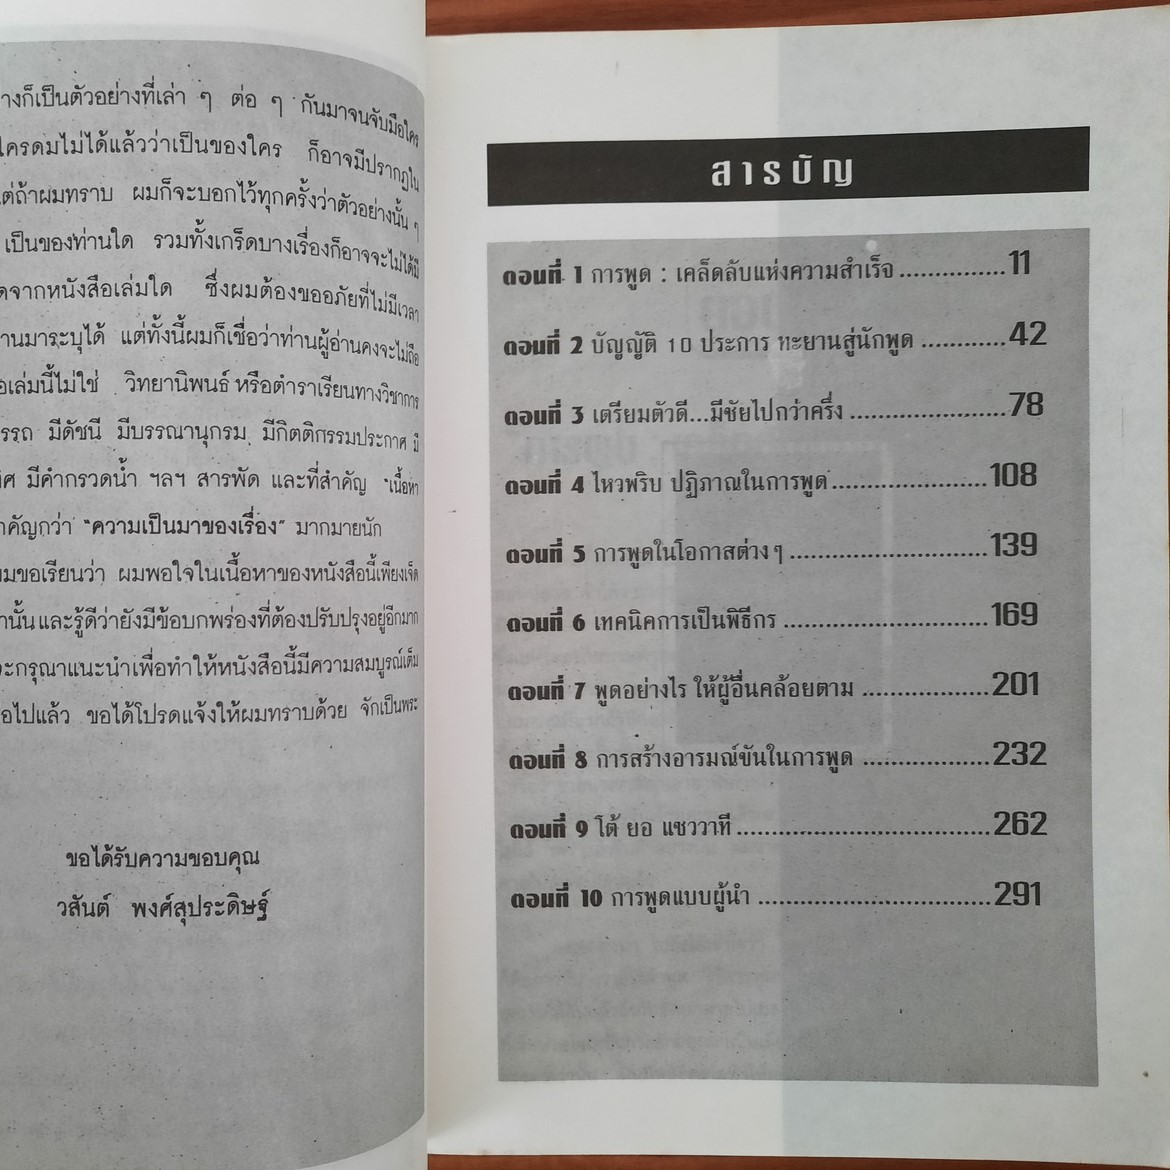 างก็เป็นตัวอย่างที่เล่า ๆ ต่อ ๆ กันมาจนจับมือใคร
ใครดมไม่ได้แล้วว่าเป็นของใคร ก็อาจมีปรากฏใน
แต่ถ้าผมทราบ ผมก็จะบอกไว้ทุกครั้งว่าตัวอย่างนั้น ๆ
เป็นของท่านใด รวมทั้งเกร็ดบางเรื่องก็อาจจะไม่ได้มี
จากหนังสือเล่มใด ซึ่งผมต้องขออภัยที่ไม่มีเวลา
านมาระบุได้ แต่ทั้งนี้ผมก็เชื่อว่าท่านผู้อ่านคงจะไม่ถือ
อเล่มนี้ไม่ใช่ วิทยานิพนธ์ หรือตำราเรียนทางวิชาการ
รรถ มีดัชนี มีบรรณานุกรม มีกิตติกรรมประกาศ มี
ศ มีคำกรวดน้ำ ฯลฯ สารพัด และที่สำคัญ "เนื้อหา
คัญกว่า "ความเป็นมาของเรื่อง" มากมายนัก
มขอเรียนว่า ผมพอใจในเนื้อหาของหนังสือนี้เพียงเจ็ด
านั้น และรู้ดีว่ายังมีข้อบกพร่องที่ต้องปรับปรุงอยู่อีกมาก
ะกรุณาแนะนำเพื่อทำให้หนังสือนี้มีความสมบูรณ์เต็ม
อไปแล้ว ขอได้โปรดแจ้งให้ผมทราบด้วย จักเป็นพระ
ขอได้รับความขอบคุณ
วสันต์ พงศ์สุประดิษฐ์
สารบัญ
ตอนที่ 1 การพูด : เคล็ดลับแห่งความสำเร็จ...............11
ตอนที่ 2 บัญญัติ 10 ประการ ทะยานสู่นักพูด ............42
ตอนที่ 3 เตรียมตัวดี...มีชัยไปกว่าครึ่ง ......................78
ตอนที่ 4 ไหวพริบ ปฏิภาณในการพูด......................108
ตอนที่ 5 การพูดในโอกาสต่างๆ............................139
ตอนที่ 6 เทคนิคการเป็นพิธีกร .............................169
ตอนที่ 7 พูดอย่างไร ให้ผู้อื่นคล้อยตาม ..................201
ตอนที่ 8 การสร้างอารมณ์ขันในการพูด ..................232
ตอนที่ 9 โต้ ยอ แซววาที....................................262
ตอนที่ 10 การพูดแบบผู้นำ .................................291